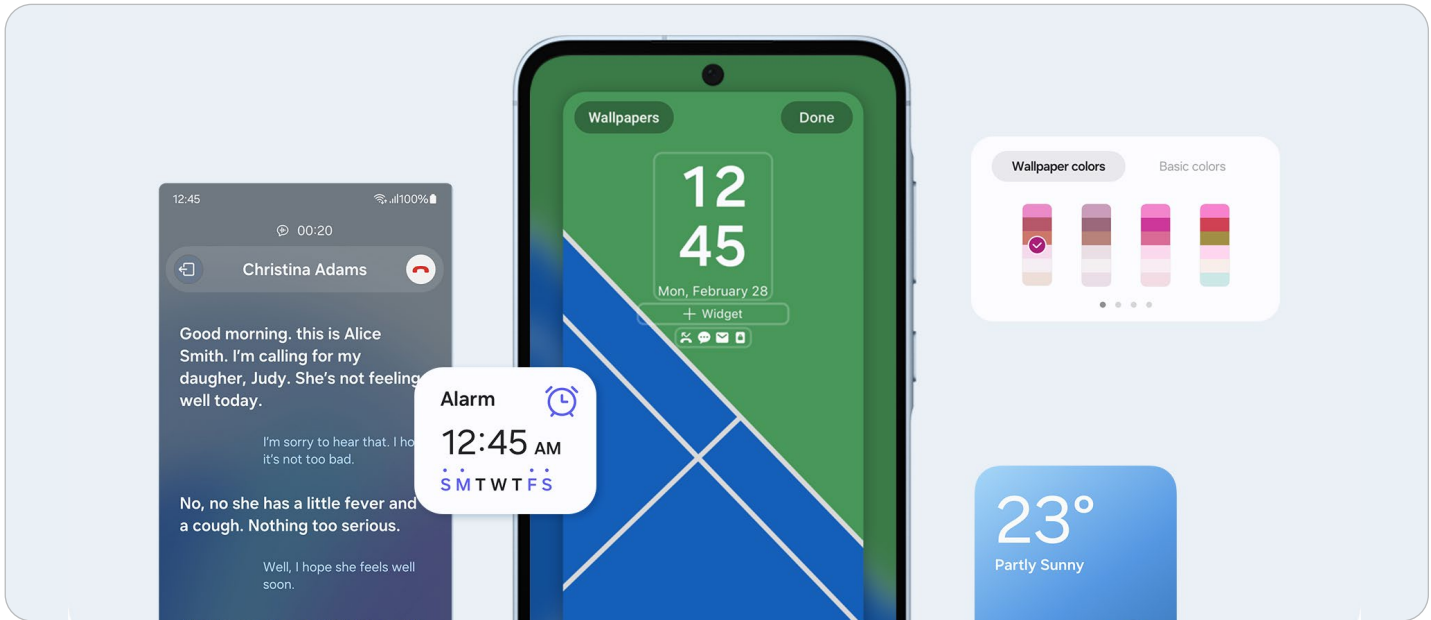 12:45
100%
00:20
Christina Adams
Good morning. this is Alice
Smith. I'm calling for my
daugher, Judy. She's not feeling
well today.
I'm sorry to hear that. I ho
it's not too bad.
No, no she has a little fever and
a cough. Nothing too serious.
Well, I hope she feels well
soon.
Alarm
12:45 AM
S M T W T F S
Wallpapers
Done
12
45
Mon, February 28
+ Widget
Wallpaper colors
Basic colors
23°
Partly Sunny